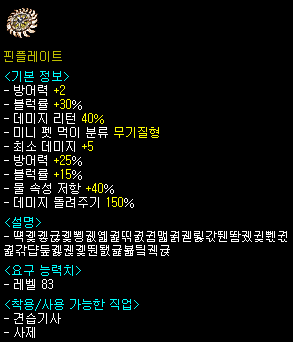 핀플레이트
<기본 정보>
- 방어력 +2
- 블럭률 +30%
- 데미지 리턴 40%
- 미니 펫 먹이 분류 무기질형
- 최소 데미지 +5
- 방어력 +25%
- 블럭률 +15%
- 물 속성 저항 +40%
- 데미지 돌려주기 150%
<설명>
<요구 능력치>
- 레벨 83
<착용/사용 가능한 직업>
- 견습기사
- 사제